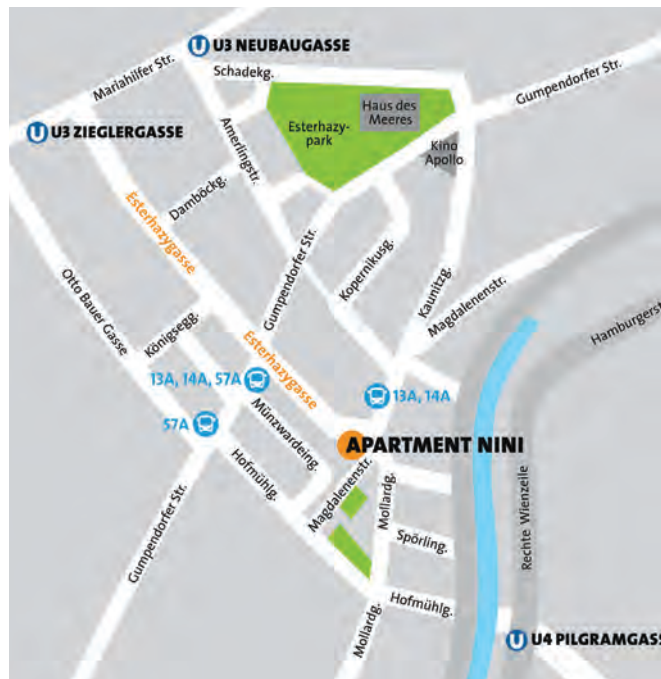 U U3 NEUBAUGASSE
Schadekg.
Mariahilfer Str.
Gumpendorfer Str.
Haus des
Meeres
U U3 ZIEGLERGASSE
Esterhazy-
park
Kino
Apollo
Amerlingstr.
Damböckg.
Esterhazygasse
Gumpendorfer Str.
Kopernikusg.
Kaunitzg.
Magdalenenstr.
Otto Bauer Gasse
Königsegg.
Esterhazygasse
Hamburgerst
13A, 14A, 57A
13A, 14A
57A
Münzwardeing.
APARTMENT NINI
Hofmühlg.
Magdalenenstr.
Mollardg.
Gumpendorfer Str.
Spörling.
Rechte Wienzeile
Hofmühlg.
Mollardg.
U U4 PILGRAMGASS